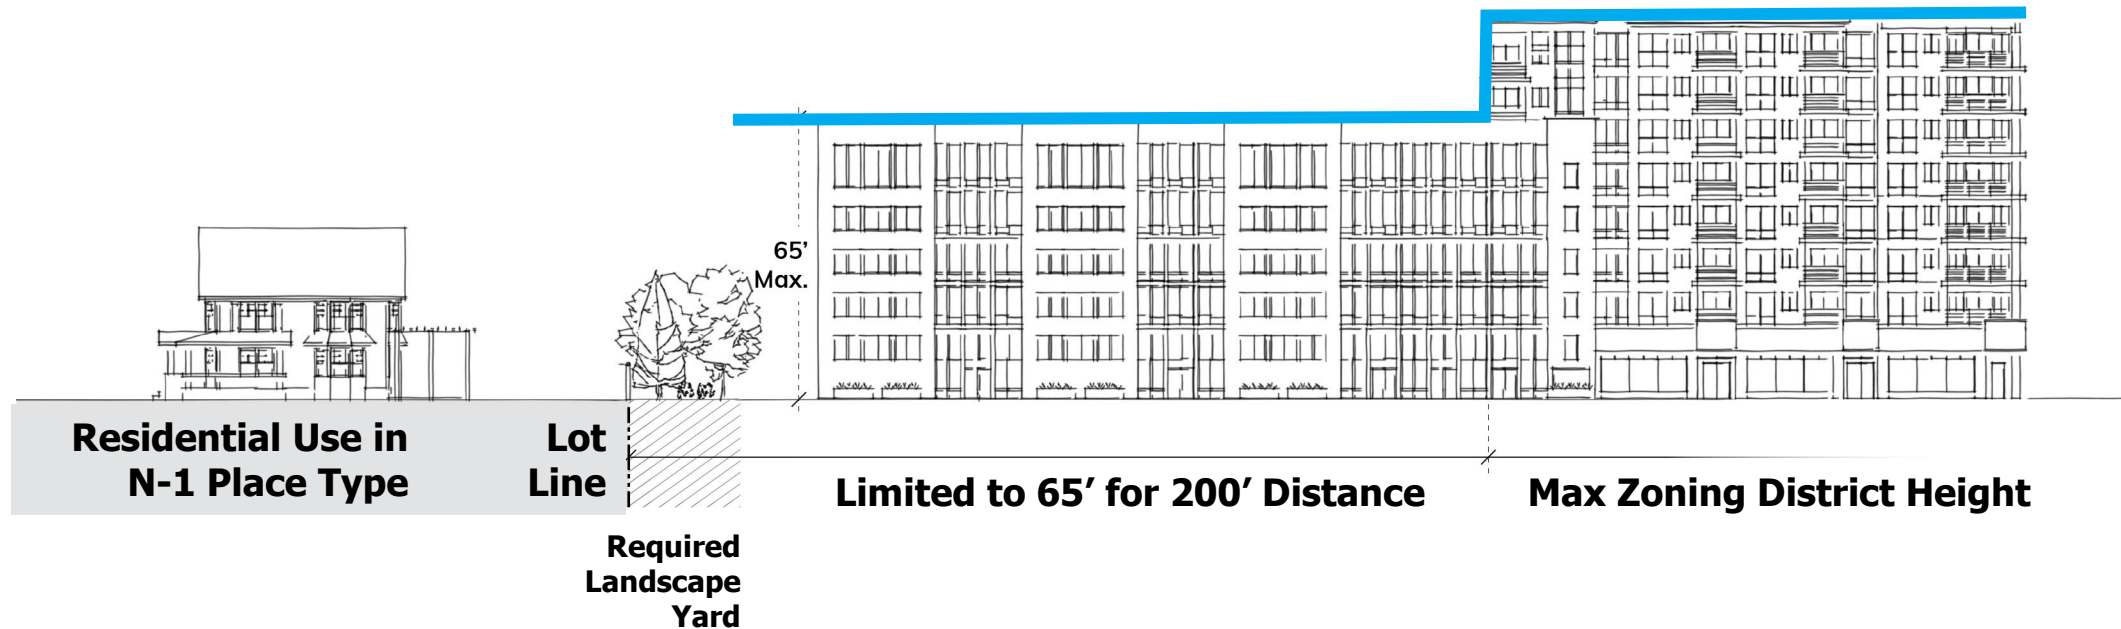 65’
Max.
Residential Use in
N-1 Place Type
Lot
Line
Limited to 65’ for 200’ Distance
Max Zoning District Height
Required
Landscape
Yard